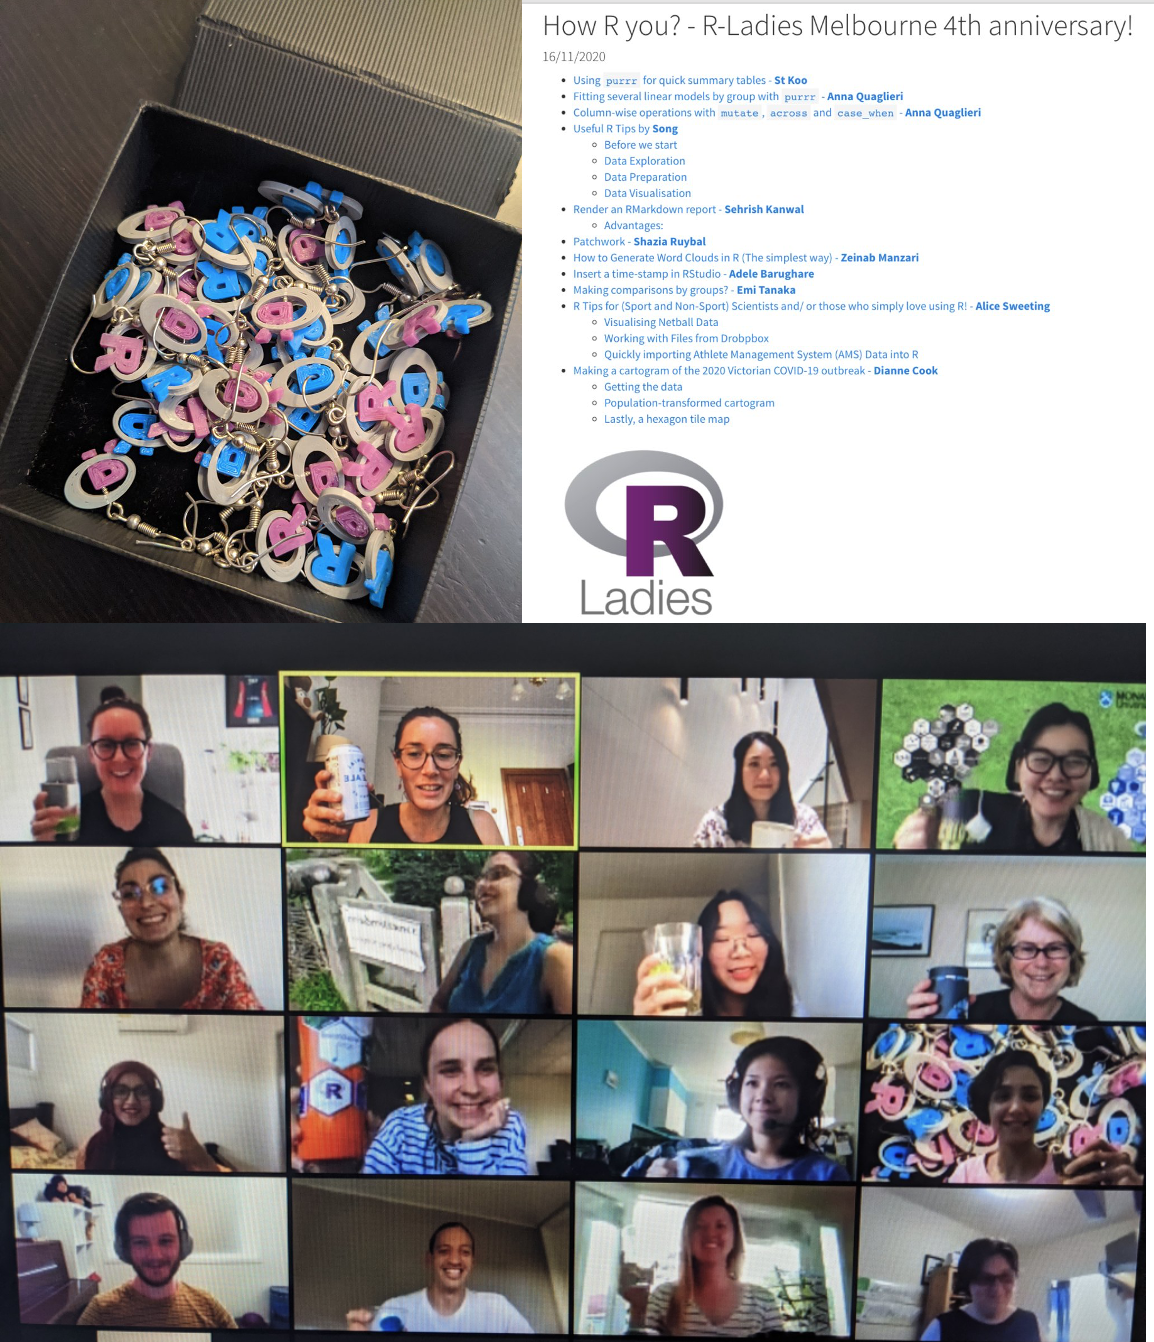 How R you? - R-Ladies Melbourne 4th anniversary!
16/11/2020
Using purrr for quick summary tables - St Koo
Fitting several linear models by group with purrr - Anna Quaglieri
Column-wise operations with mutate, across and case_when - Anna Quaglieri
Useful R Tips by Song
Before we start
Data Exploration
Data Preparation
Data Visualisation
Render an RMarkdown report - Sehrish Kanwal
Advantages:
Patchwork - Shazia Ruybal
How to Generate Word Clouds in R (The simplest way) - Zeinab Manzari
Insert a time-stamp in RStudio - Adele Barughare
Making comparisons by groups? - Emi Tanaka
R Tips for (Sport and Non-Sport) Scientists and/ or those who simply love using R! - Alice Sweeting
Visualising Netball Data
Working with Files from Drobpbox
Quickly importing Athlete Management System (AMS) Data into R
Making a cartogram of the 2020 Victorian COVID-19 outbreak - Dianne Cook
Getting the data
Population-transformed cartogram
Lastly, a hexagon tile map
R
Ladies
ALE
R